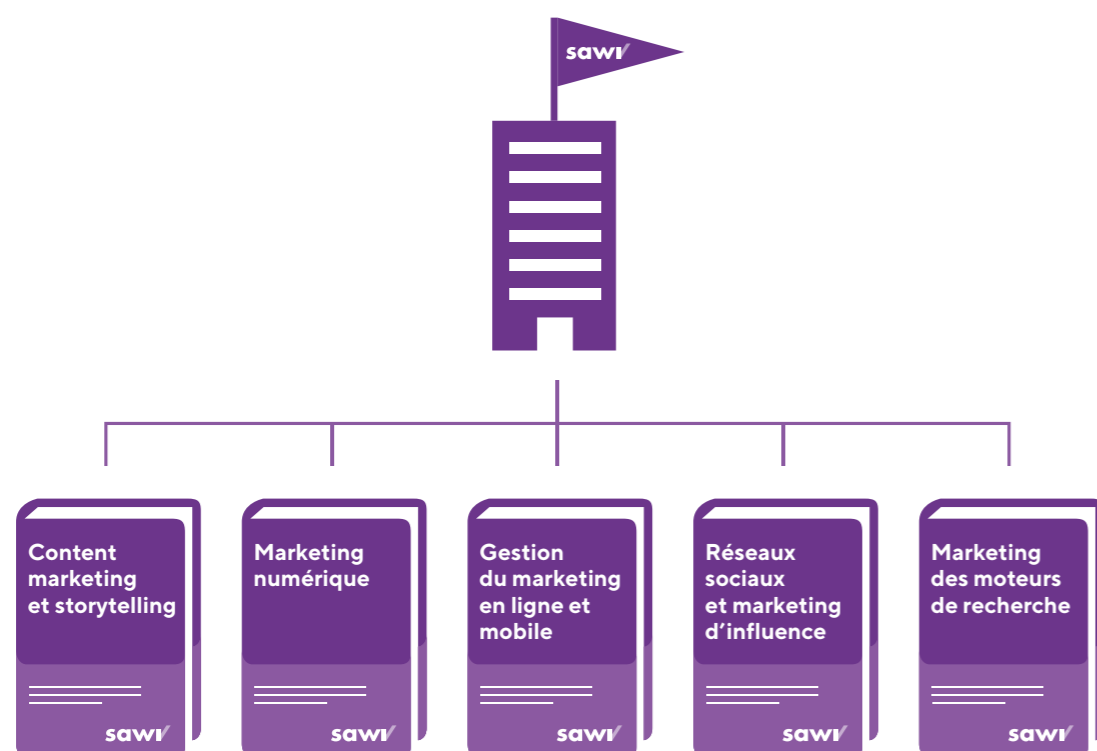 sawi
Content
marketing
et storytelling
Marketing
numérique
Gestion
du marketing
en ligne et
mobile
Réseaux
sociaux
et marketing
d’influence
Marketing
des moteurs
de recherche
sawi
sawi
sawi
sawi
sawi